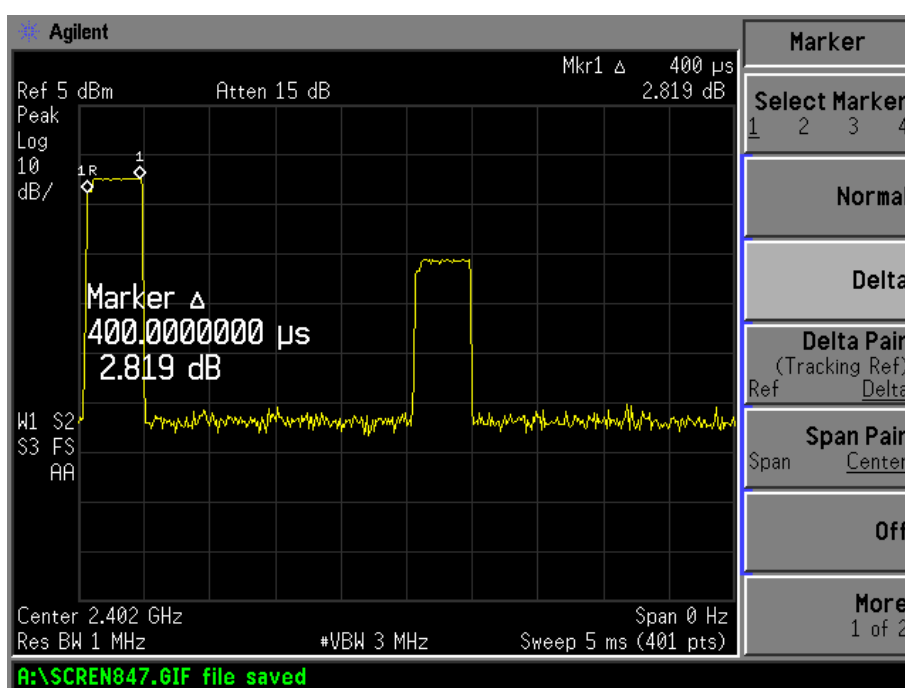 Agilent
Marker
Mkr1 Δ 400 µs
Ref 5 dBm Atten 15 dB 2.819 dB
Peak
Log
10
dB/
1R
1
Marker Δ
400.0000000 µs
2.819 dB
W1 S2
S3 FS
AA
Center 2.402 GHz Span 0 Hz
Res BW 1 MHz #VBW 3 MHz Sweep 5 ms (401 pts)
A:\SCREN847.GIF file saved
Select Marker
1 2 3 4
Normal
Delta
Delta Pair
(Tracking Ref)
Ref Delta
Span Pair
Span Center
Off
More
1 of 2